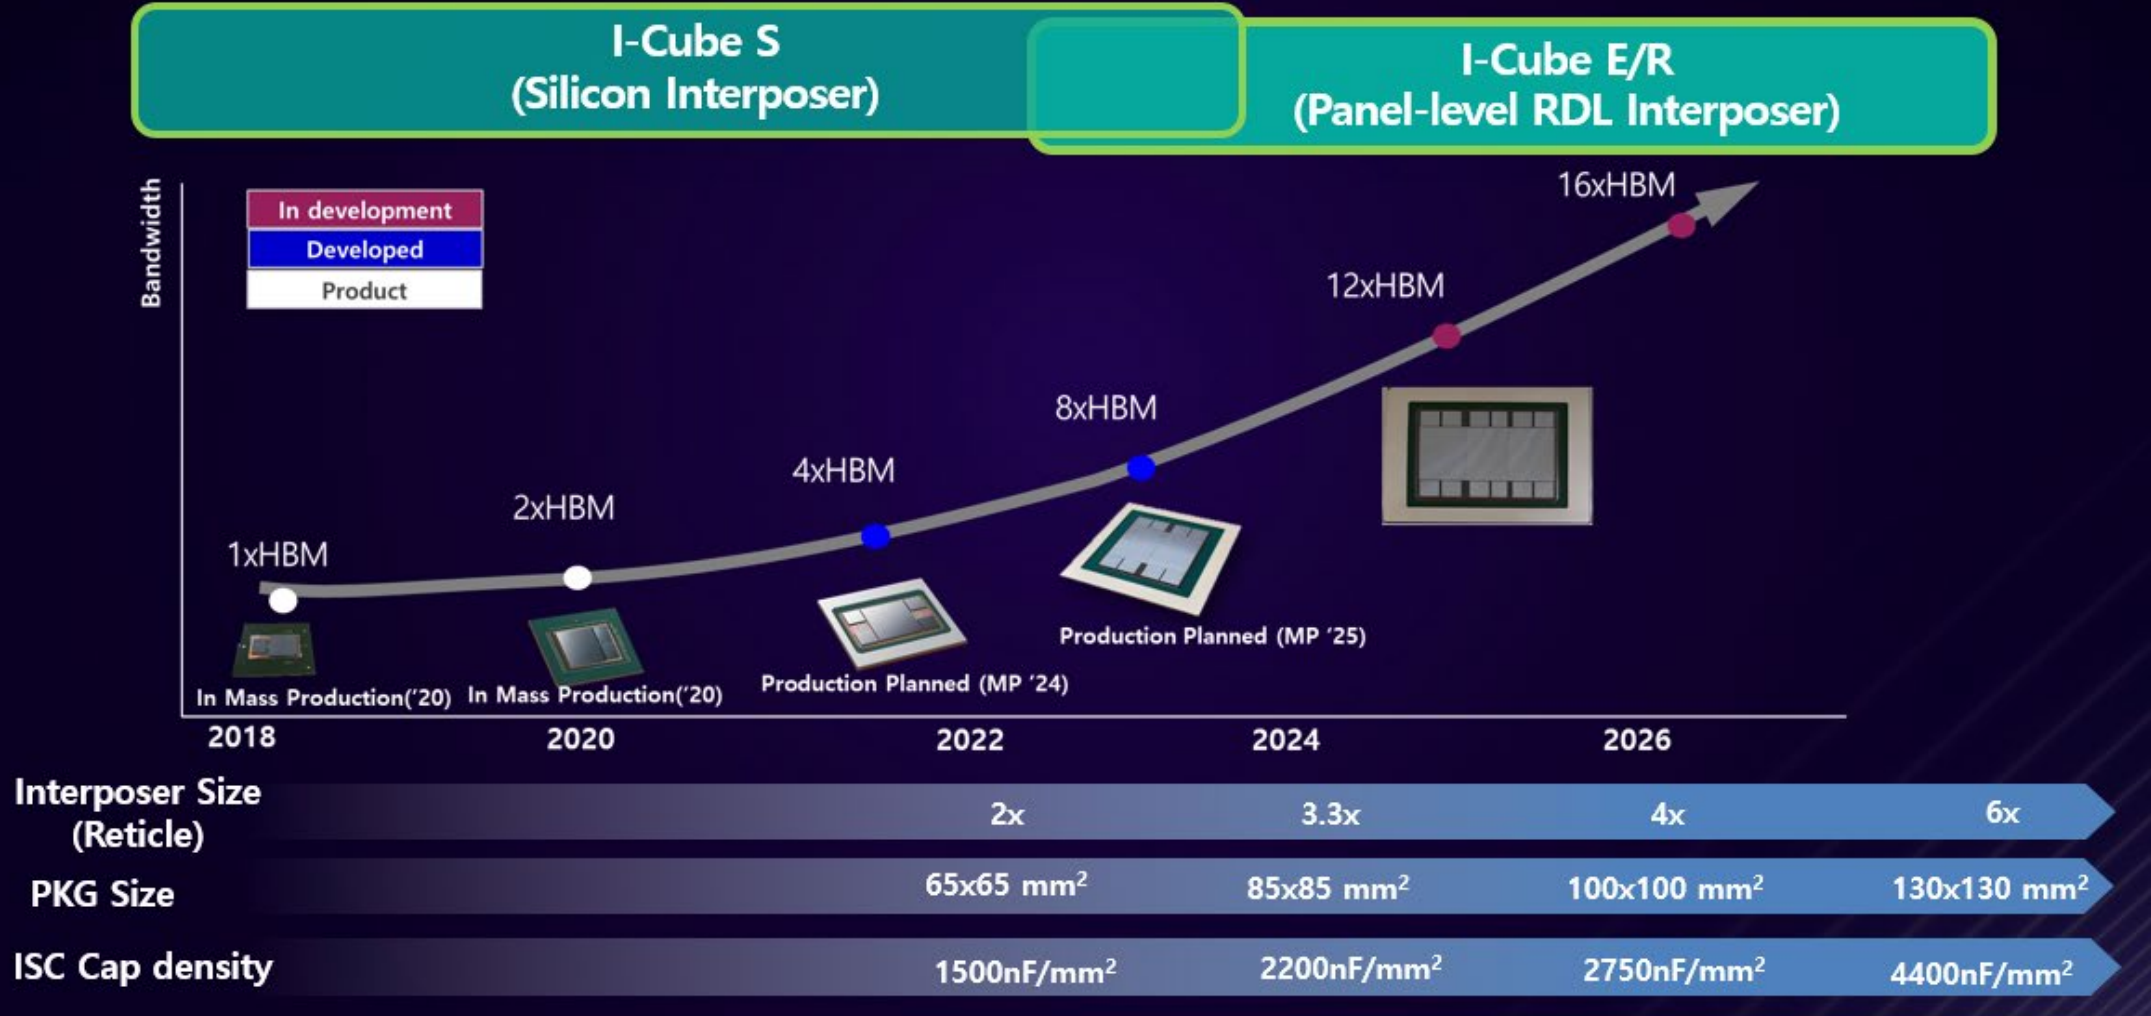 I-Cube S
(Silicon Interposer)
I-Cube E/R
(Panel-level RDL Interposer)
Bandwidth
In development
Developed
Product
1xHBM
2xHBM
4xHBM
8xHBM
12xHBM
16xHBM
In Mass Production(’20)
In Mass Production(’20)
Production Planned (MP ’24)
Production Planned (MP ’25)
2018 2020 2022 2024 2026
Interposer Size
(Reticle)
2x 3.3x 4x 6x
PKG Size 65x65 mm² 85x85 mm² 100x100 mm² 130x130 mm²
ISC Cap density 1500nF/mm² 2200nF/mm² 2750nF/mm² 4400nF/mm²